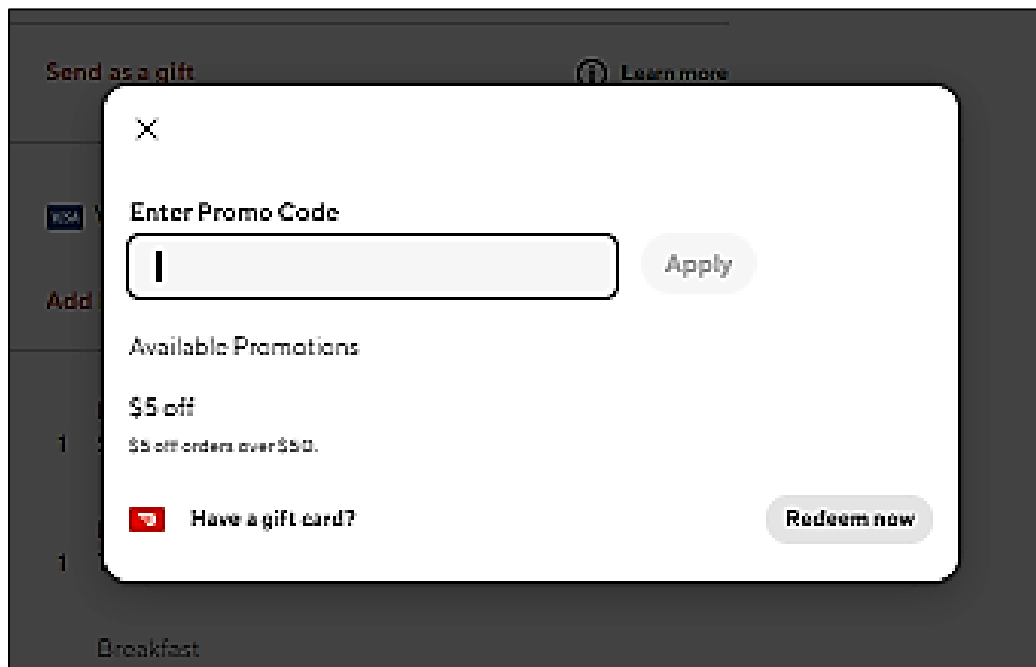 Send as a gift
Learn more
Enter Promo Code
Apply
VISA
Add
Available Promotions
$5 off
$5 off orders over $50.
1
Have a gift card?
Redeem now
1
Breakfast